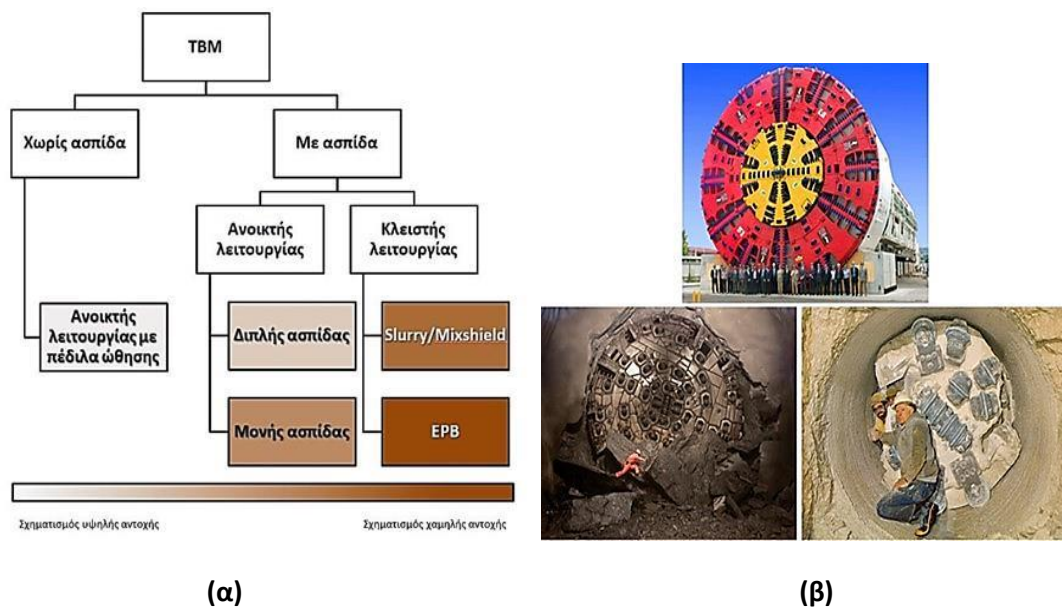 TBM
Χωρίς ασπίδα
Με ασπίδα
Ανοικτής
λειτουργίας
Κλειστής
λειτουργίας
Ανοικτής
λειτουργίας με
πέδιλα ώθησης
Διπλής ασπίδας
Slurry/Mixshield
Μονής ασπίδας
EPB
Σχηματισμός υψηλής αντοχής
Σχηματισμός χαμηλής αντοχής
(α)
(β)